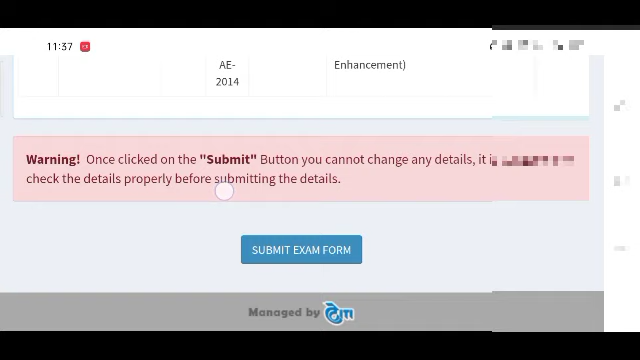 11:37
AE-
2014
Enhancement)
Warning! Once clicked on the "Submit" Button you cannot change any details, it
check the details properly before submitting the details.
SUBMIT EXAM FORM
Managed by